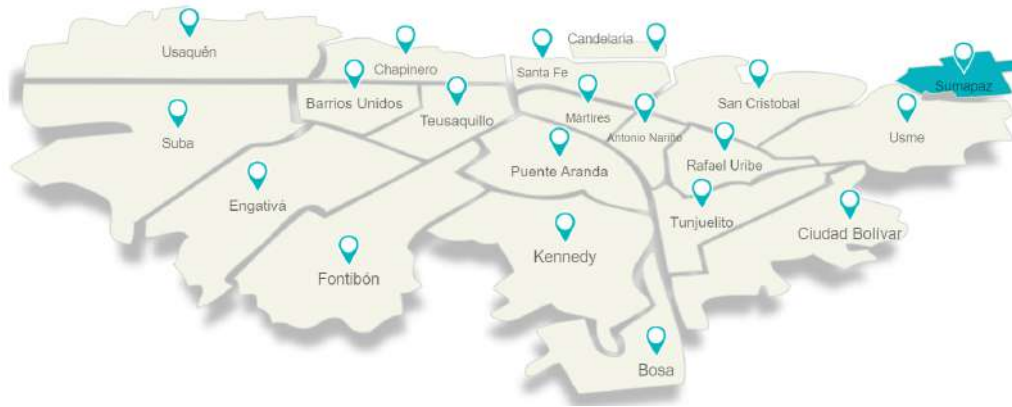 Usaquén
Chapinero
Candelaria
Santa Fe
Sumapaz
Barrios Unidos
Teusaquillo
Mártires
San Cristobal
Suba
Antonio Nariño
Usme
Puente Aranda
Rafael Uribe
Engativá
Tunjuelito
Ciudad Bolívar
Kennedy
Fontibón
Bosa